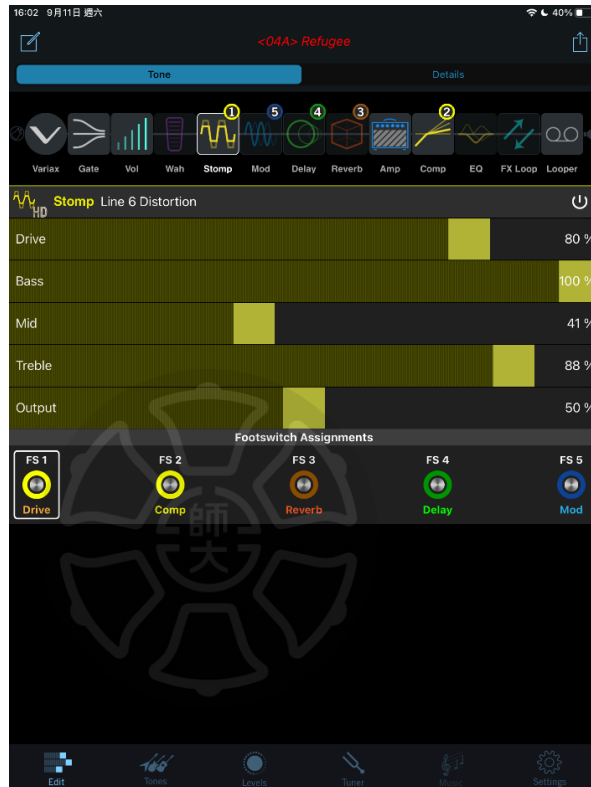 16:02 9月11日 週六 40%
<04A> Refugee
Tone Details
1 5 4 3 2
Variax Gate Vol Wah Stomp Mod Delay Reverb Amp Comp EQ FX Loop Looper
HD Stomp Line 6 Distortion
Drive 80 %
Bass 100 %
Mid 41 %
Treble 88 %
Output 50 %
Footswitch Assignments
FS 1 FS 2 FS 3 FS 4 FS 5
Drive Comp Reverb Delay Mod
師大
Edit Tones Levels Tuner Music Settings